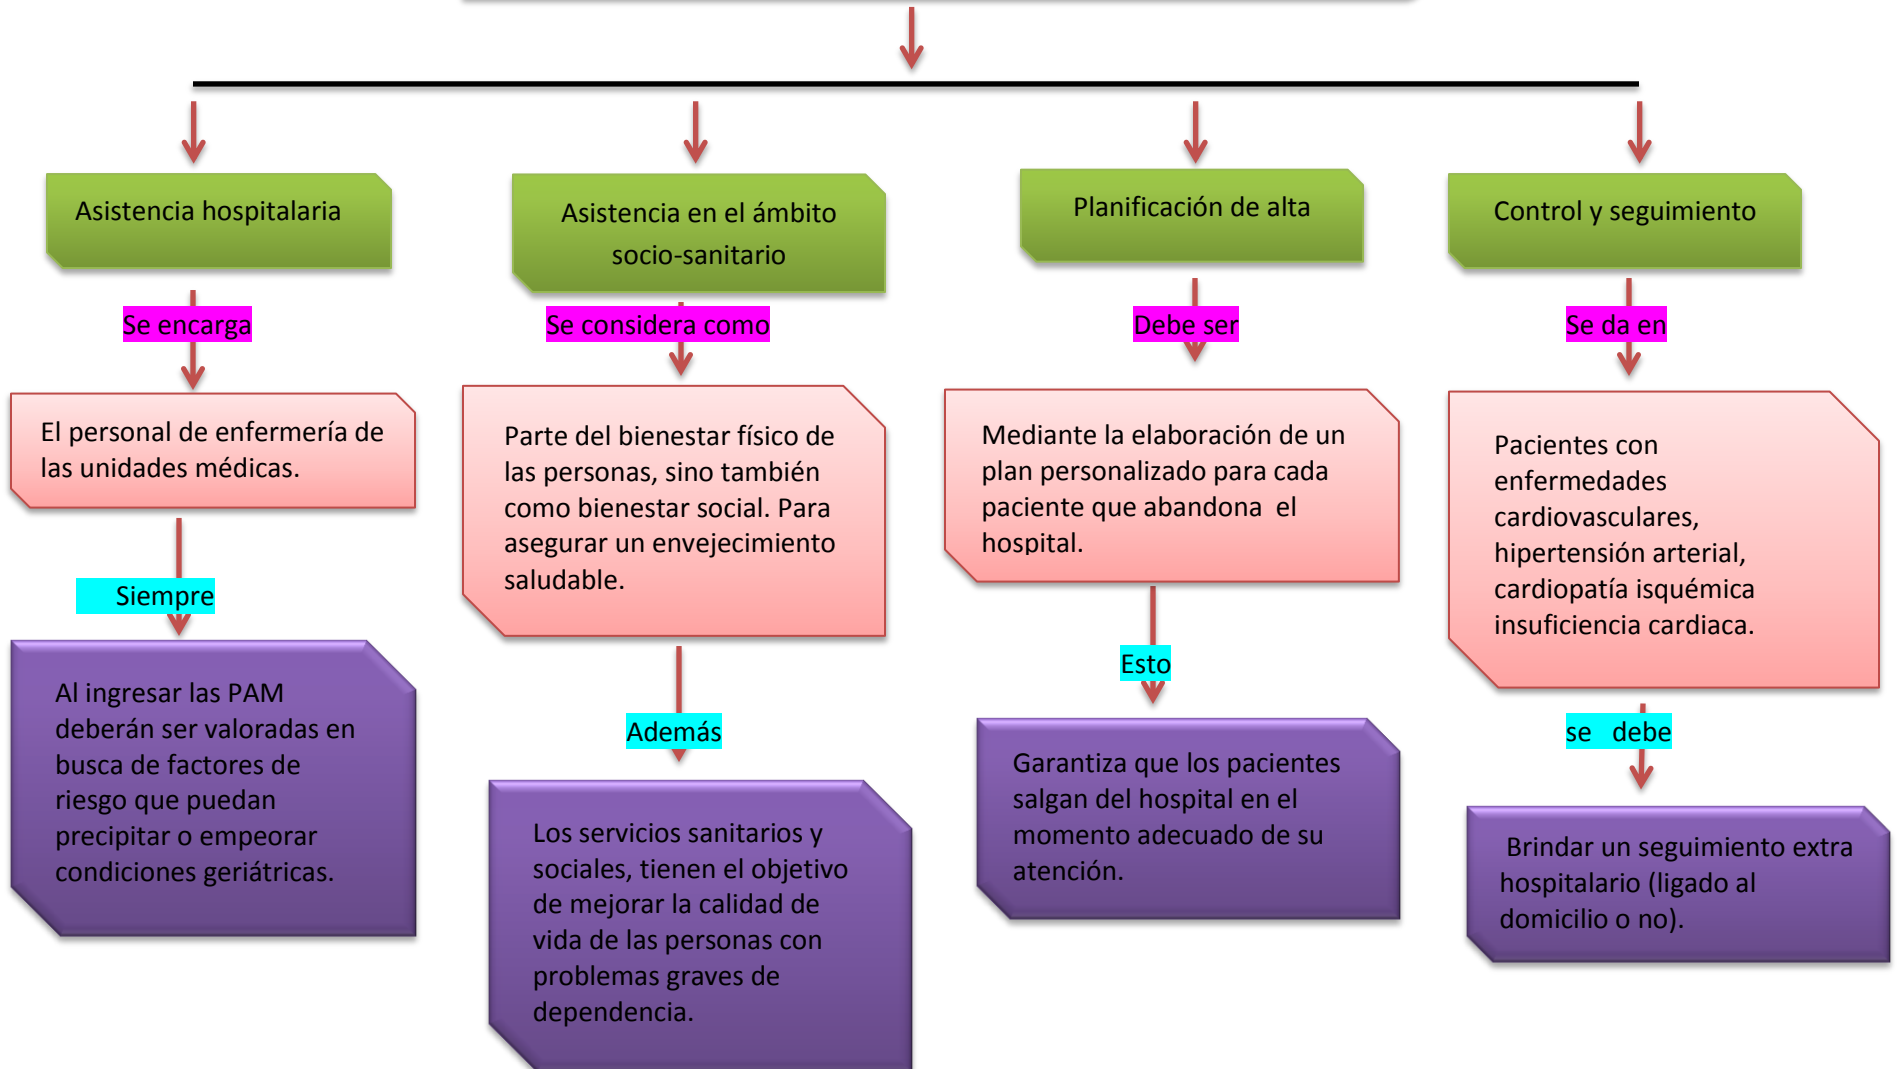 Asistencia hospitalaria
Se encarga
El personal de enfermería de
las unidades médicas.
Siempre
Al ingresar las PAM
deberán ser valoradas en
busca de factores de
riesgo que puedan
precipitar o empeorar
condiciones geriátricas.
Asistencia en el ámbito
socio-sanitario
Se considera como
Parte del bienestar físico de
las personas, sino también
como bienestar social. Para
asegurar un envejecimiento
saludable.
Además
Los servicios sanitarios y
sociales, tienen el objetivo
de mejorar la calidad de
vida de las personas con
problemas graves de
dependencia.
Planificación de alta
Debe ser
Mediante la elaboración de un
plan personalizado para cada
paciente que abandona  el
hospital.
Esto
Garantiza que los pacientes
salgan del hospital en el
momento adecuado de su
atención.
Control y seguimiento
Se da en
Pacientes con
enfermedades
cardiovasculares,
hipertensión arterial,
cardiopatía isquémica
insuficiencia cardiaca.
se   debe
Brindar un seguimiento extra
hospitalario (ligado al
domicilio o no).